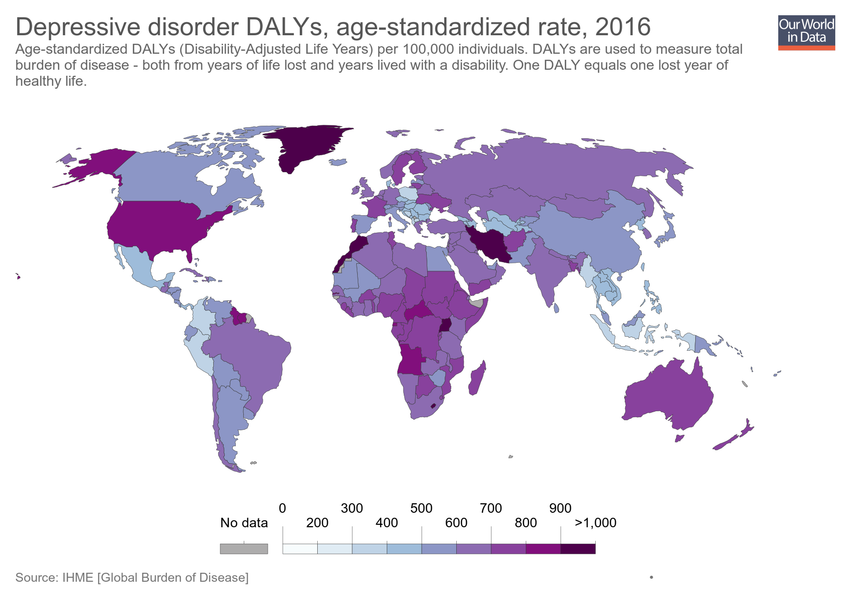 Depressive disorder DALYs, age-standardized rate, 2016
Our World
in Data
Age-standardized DALYs (Disability-Adjusted Life Years) per 100,000 individuals. DALYs are used to measure total
burden of disease - both from years of life lost and years lived with a disability. One DALY equals one lost year of
healthy life.
0 300 500 700 900
No data 200 400 600 800 >1,000
Source: IHME [Global Burden of Disease]